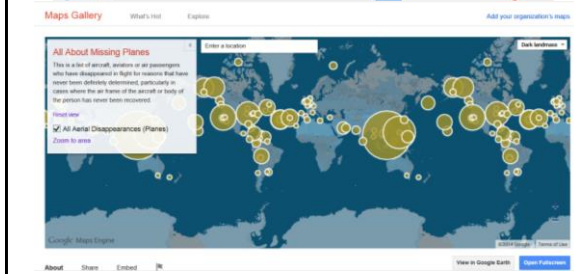 Maps Gallery What's Hot Explore Add your organization's maps
All About Missing Planes
This is a list of aircraft, aviators or air passengers
who have disappeared in flight for reasons that have
never been definitely determined, particularly in
cases where the air frame of the aircraft or body of
the person has never been recovered.
Reset view
All Aerial Disappearances (Planes)
Zoom to area
Enter a location
Dark landmass
Google Maps Engine
©2014 Google Terms of Use
About Share Embed
View in Google Earth Open Fullscreen